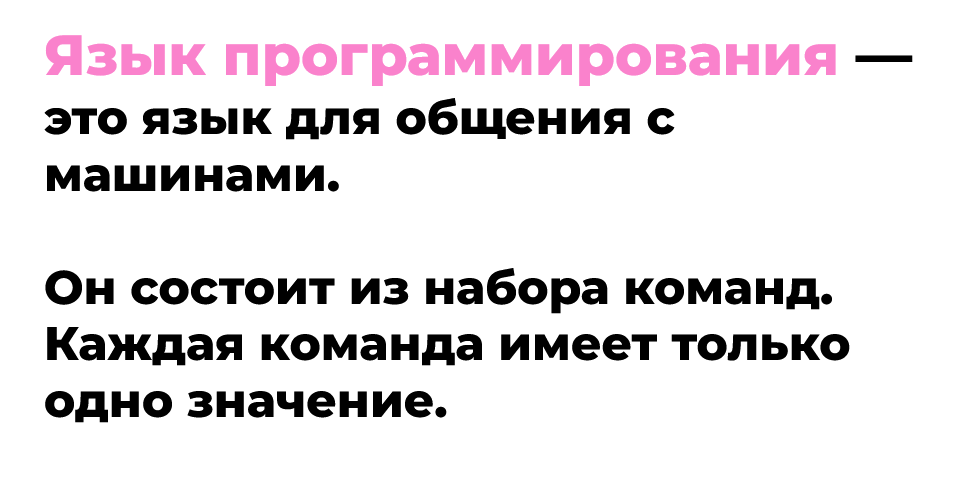 Язык программирования —
это язык для общения с
машинами.
Он состоит из набора команд.
Каждая команда имеет только
одно значение.